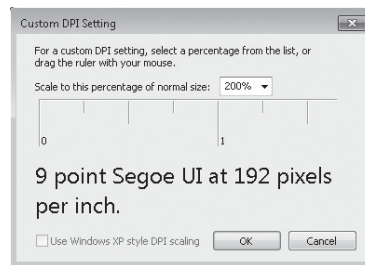 Custom DPI Setting
For a custom DPI setting, select a percentage from the list, or
drag the ruler with your mouse.
Scale to this percentage of normal size: 200%
0 1
9 point Segoe UI at 192 pixels
per inch.
Use Windows XP style DPI scaling OK Cancel